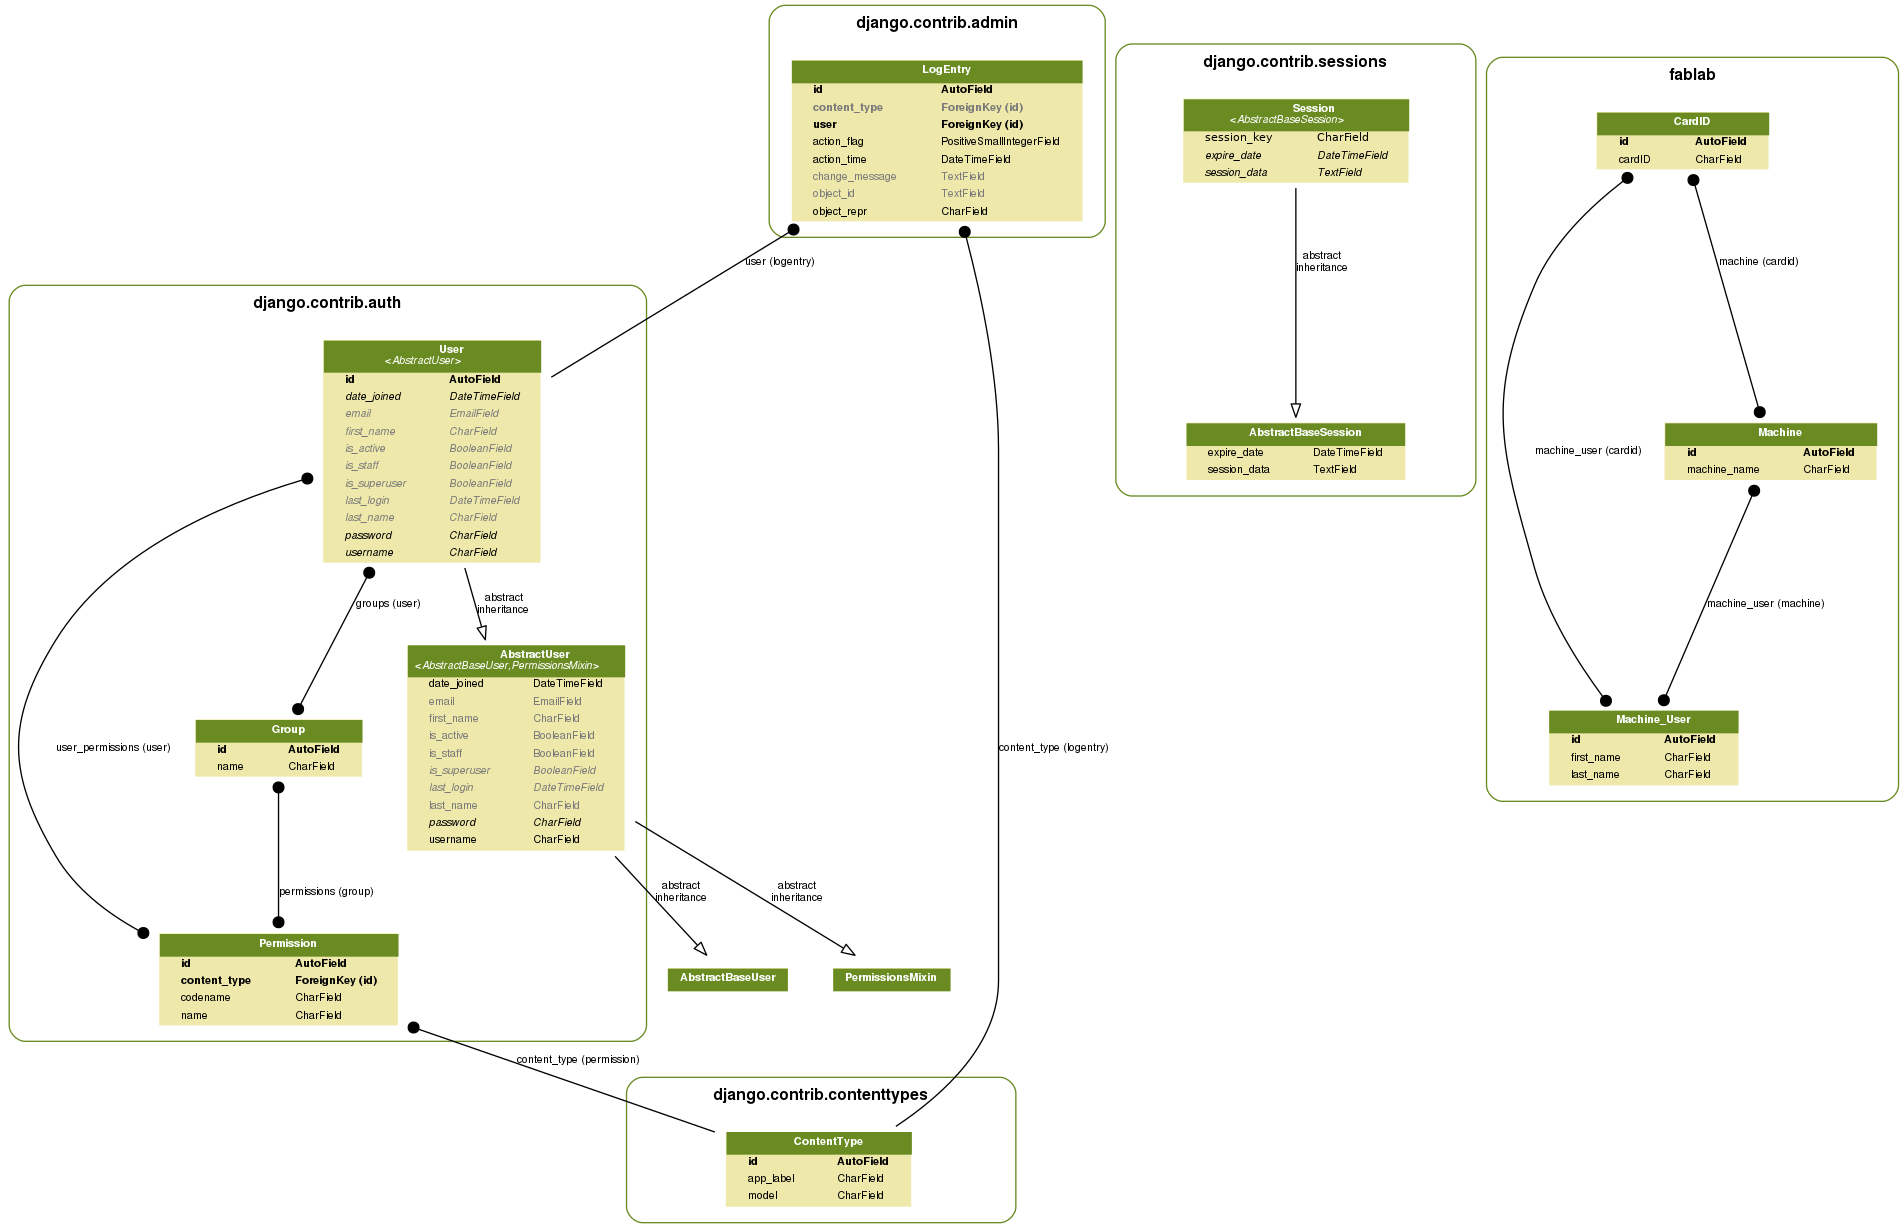 django.contrib.admin
LogEntry
id AutoField
content_type ForeignKey (id)
user ForeignKey (id)
action_flag PositiveSmallIntegerField
action_time DateTimeField
change_message TextField
object_id TextField
object_repr CharField
user (logentry)
content_type (logentry)
django.contrib.sessions
Session
<AbstractBaseSession>
session_key CharField
expire_date DateTimeField
session_data TextField
abstract
inheritance
AbstractBaseSession
expire_date DateTimeField
session_data TextField
fablab
CardID
id AutoField
cardID CharField
machine (cardid)
machine_user (cardid)
Machine
id AutoField
machine_name CharField
machine_user (machine)
Machine_User
id AutoField
first_name CharField
last_name CharField
django.contrib.auth
User
<AbstractUser>
id AutoField
date_joined DateTimeField
email EmailField
first_name CharField
is_active BooleanField
is_staff BooleanField
is_superuser BooleanField
last_login DateTimeField
last_name CharField
password CharField
username CharField
groups (user)
abstract
inheritance
user_permissions (user)
AbstractUser
<AbstractBaseUser,PermissionsMixin>
date_joined DateTimeField
email EmailField
first_name CharField
is_active BooleanField
is_staff BooleanField
is_superuser BooleanField
last_login DateTimeField
last_name CharField
password CharField
username CharField
Group
id AutoField
name CharField
permissions (group)
abstract
inheritance
abstract
inheritance
Permission
id AutoField
content_type ForeignKey (id)
codename CharField
name CharField
AbstractBaseUser
PermissionsMixin
content_type (permission)
django.contrib.contenttypes
ContentType
id AutoField
app_label CharField
model CharField